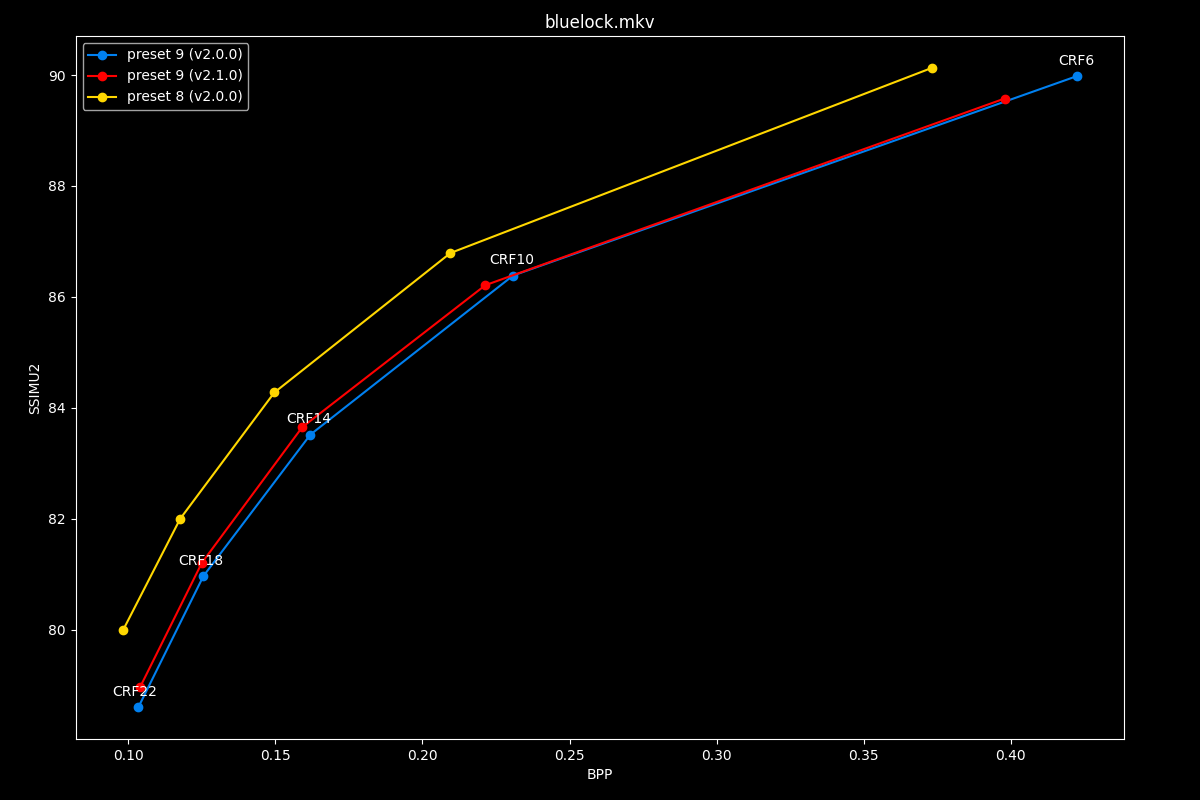 bluelock.mkv
preset 9 (v2.0.0)
preset 9 (v2.1.0)
preset 8 (v2.0.0)
CRF6
CRF10
CRF14
CRF18
CRF22
90
88
86
84
82
80
SSIMU2
0.10 0.15 0.20 0.25 0.30 0.35 0.40
BPP